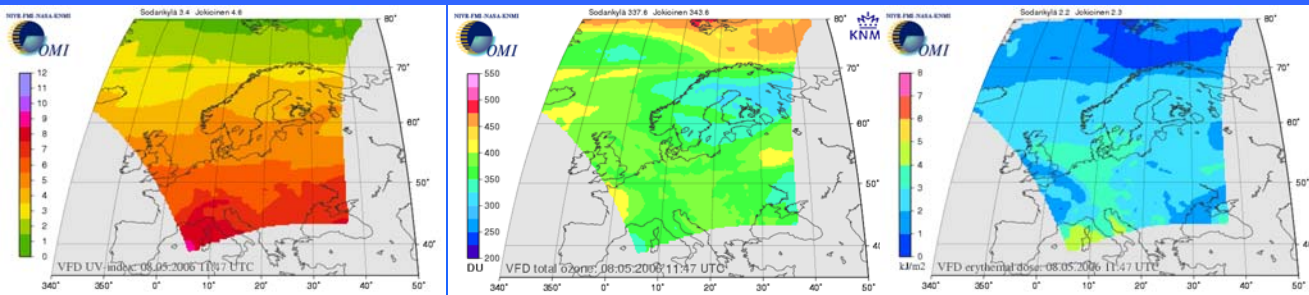 NIVR-FMI-NASA-KNMI
OMI
Sodankylä 3.4 Jokioinen 4.6
80°
70°
60°
50°
40°
12
11
10
9
8
7
6
5
4
3
2
1
0
VFD UV-index: 08.05.2006 11:47 UTC
340° 350° 0° 10° 20° 30° 40° 50°
NIVR-FMI-NASA-KNMI
OMI
Sodankylä 337.6 Jokioinen 343.6
KNM
80°
70°
60°
50°
40°
550
500
450
400
350
300
250
200
DU
VFD total ozone: 08.05.2006 11:47 UTC
340° 350° 0° 10° 20° 30° 40° 50°
NIVR-FMI-NASA-KNMI
OMI
Sodankylä 2.2 Jokioinen 2.3
80°
70°
60°
50°
40°
8
7
6
5
4
3
2
1
0
kJ/m2
VFD erythemal dose: 08.05.2006 11:47 UTC
340° 350° 0° 10° 20° 30° 40° 50°